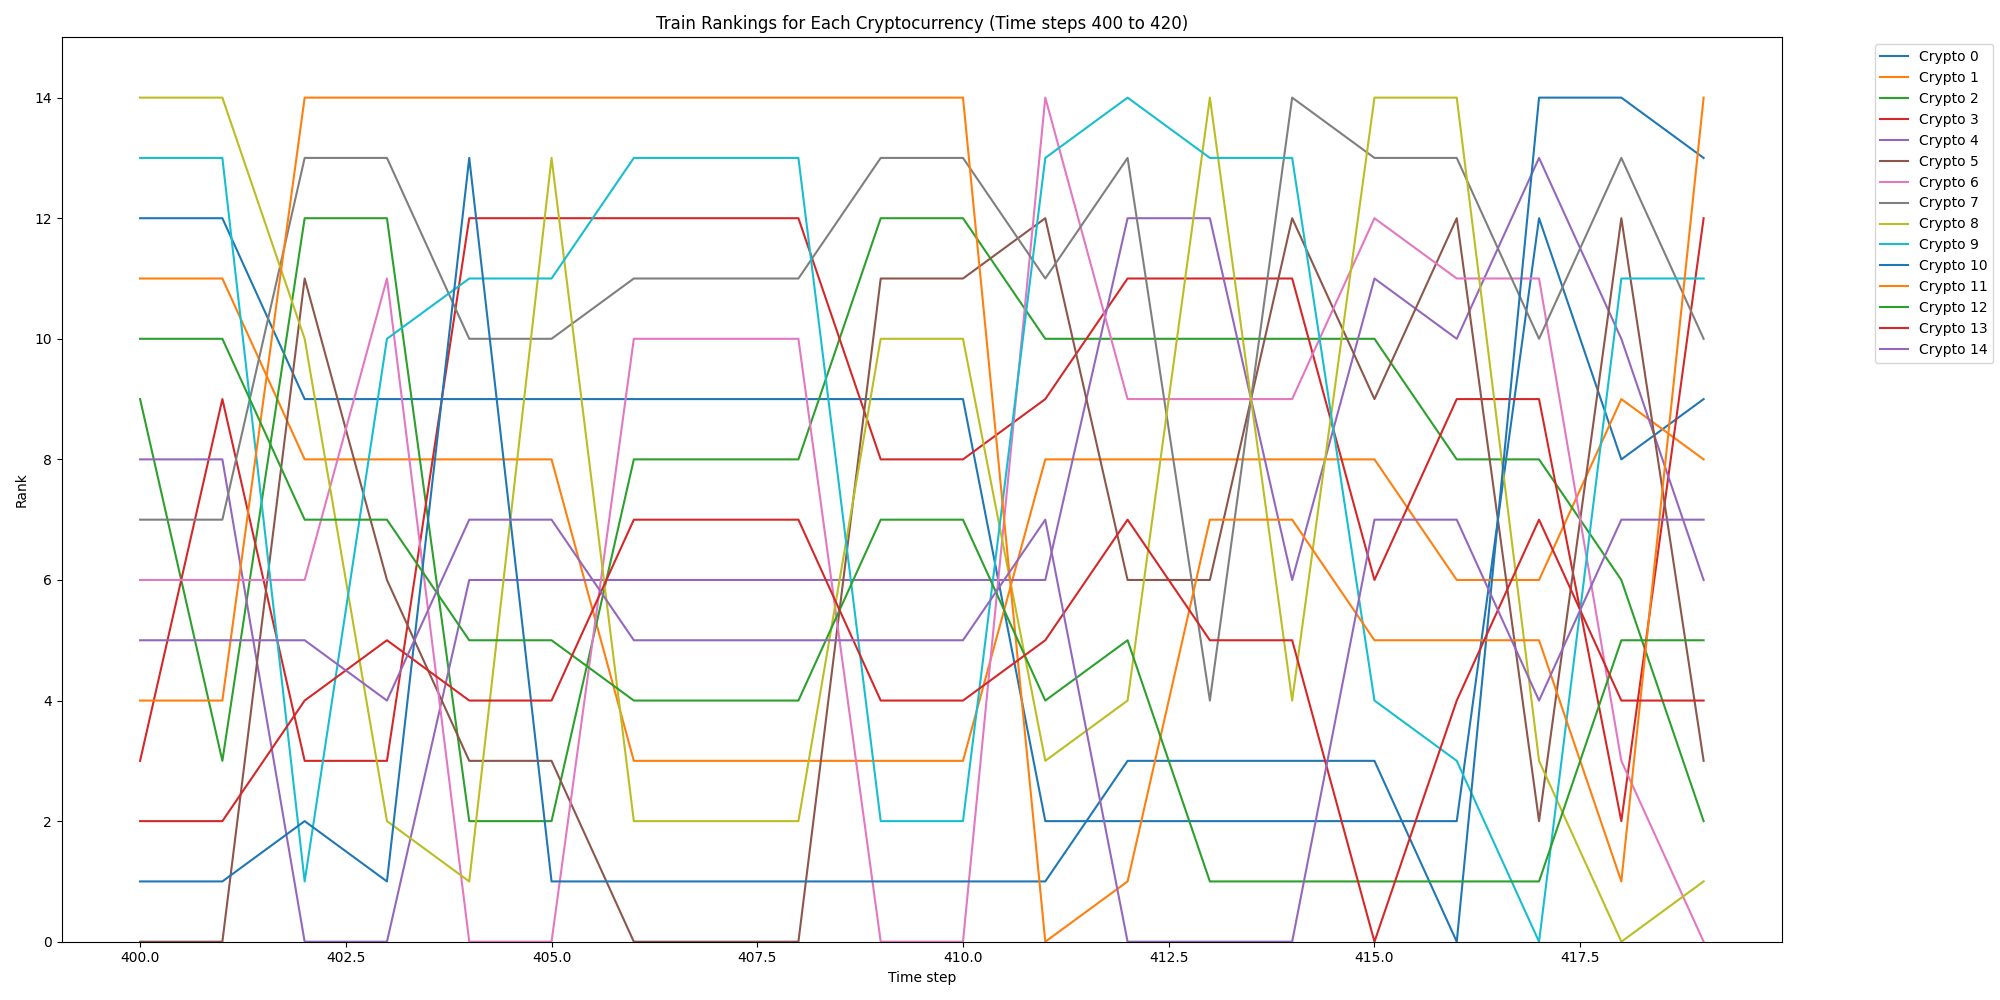 Train Rankings for Each Cryptocurrency (Time steps 400 to 420)
Crypto 0
Crypto 1
Crypto 2
Crypto 3
Crypto 4
Crypto 5
Crypto 6
Crypto 7
Crypto 8
Crypto 9
Crypto 10
Crypto 11
Crypto 12
Crypto 13
Crypto 14
Rank
14
12
10
8
6
4
2
0
400.0 402.5 405.0 407.5 410.0 412.5 415.0 417.5
Time step